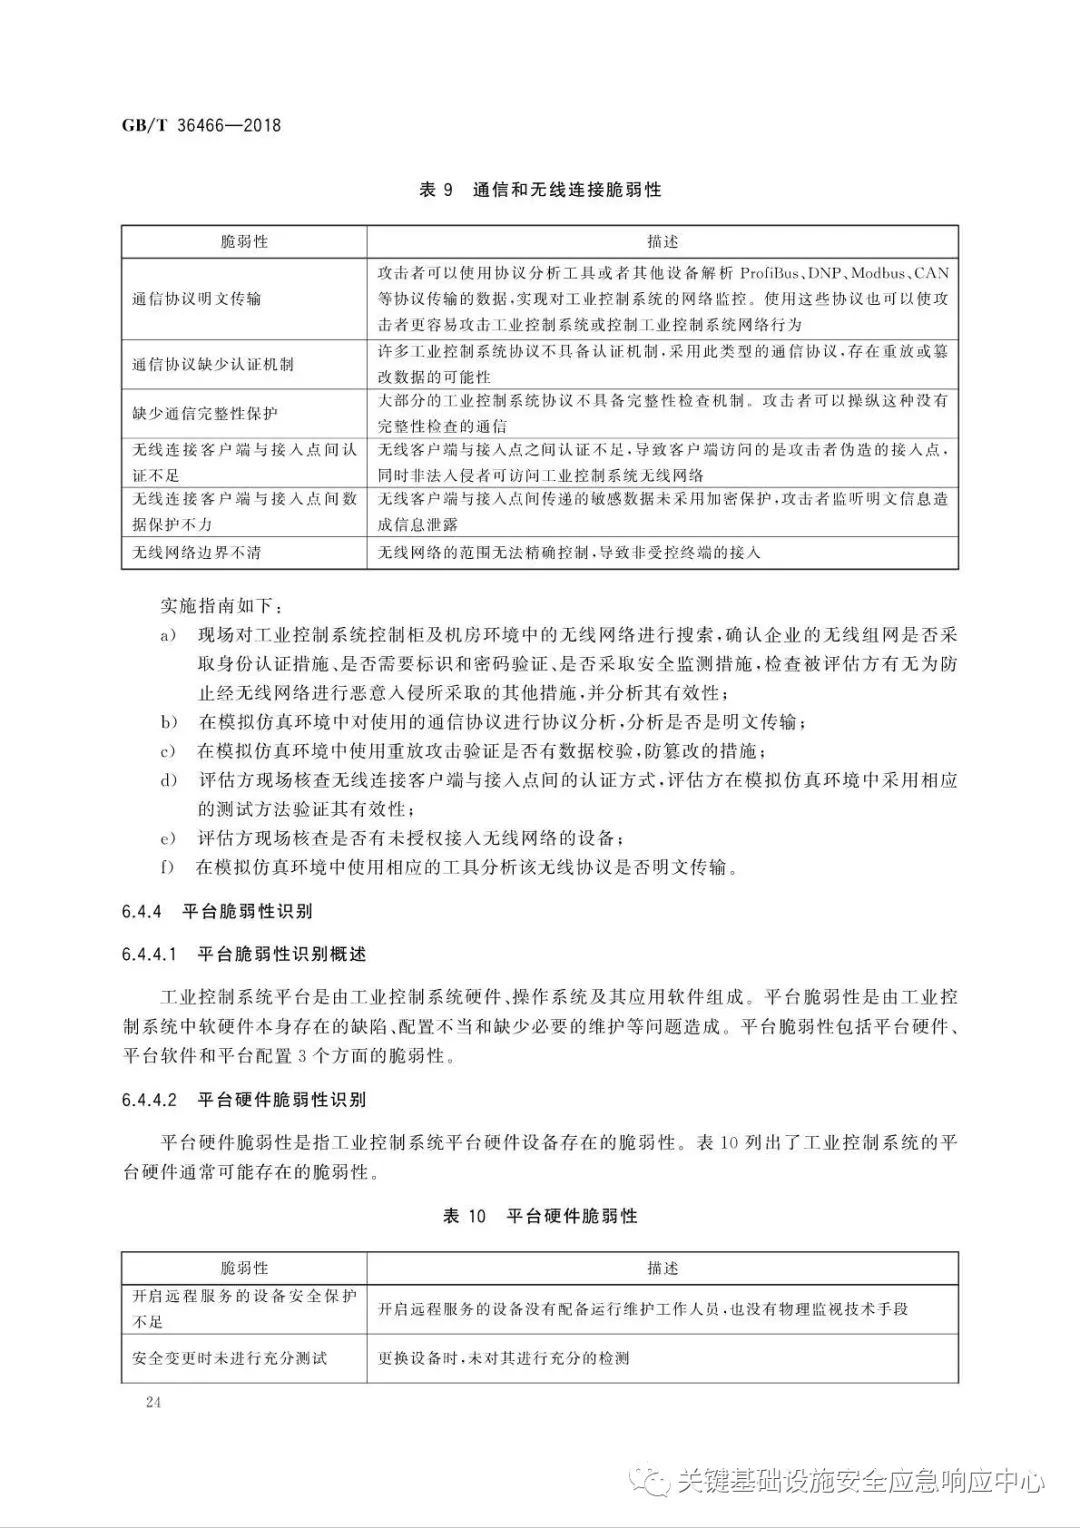 GB/T 36466—2018
表 9 通信和无线连接脆弱性
脆弱性 描述
通信协议明文传输
攻击者可以使用协议分析工具或者其他设备解析 ProfiBus、DNP、Modbus、CAN
等协议传输的数据,实现对工业控制系统的网络监控。使用这些协议也可以使攻
击者更容易攻击工业控制系统或控制工业控制系统网络行为
通信协议缺少认证机制
许多工业控制系统协议不具备认证机制,采用此类型的通信协议,存在重放或篡
改数据的可能性
缺少通信完整性保护
大部分的工业控制系统协议不具备完整性检查机制。攻击者可以操纵这种没有
完整性检查的通信
无线连接客户端与接入点间认
证不足
无线客户端与接入点之间认证不足,导致客户端访问的是攻击者伪造的接入点,
同时非法入侵者可访问工业控制系统无线网络
无线连接客户端与接入点间数
据保护不力
无线客户端与接入点间传递的敏感数据未采用加密保护,攻击者监听明文信息造
成信息泄露
无线网络边界不清
无线网络的范围无法精确控制,导致非受控终端的接入
实施指南如下:
a) 现场对工业控制系统控制柜及机房环境中的无线网络进行搜索,确认企业的无线组网是否采
取身份认证措施、是否需要标识和密码验证、是否采取安全监测措施,检查被评估方有无为防
止经无线网络进行恶意入侵所采取的其他措施,并分析其有效性;
b) 在模拟仿真环境中对使用的通信协议进行协议分析,分析是否是明文传输;
c) 在模拟仿真环境中使用重放攻击验证是否有数据校验,防篡改的措施;
d) 评估方现场核查无线连接客户端与接入点间的认证方式,评估方在模拟仿真环境中采用相应
的测试方法验证其有效性;
e) 评估方现场核查是否有未授权接入无线网络的设备;
f) 在模拟仿真环境中使用相应的工具分析该无线协议是否明文传输。
6.4.4 平台脆弱性识别
6.4.4.1 平台脆弱性识别概述
工业控制系统平台是由工业控制系统硬件、操作系统及其应用软件组成。平台脆弱性是由工业控
制系统中软硬件本身存在的缺陷、配置不当和缺少必要的维护等问题造成。平台脆弱性包括平台硬件、
平台软件和平台配置 3 个方面的脆弱性。
6.4.4.2 平台硬件脆弱性识别
平台硬件脆弱性是指工业控制系统平台硬件设备存在的脆弱性。表 10 列出了工业控制系统的平
台硬件通常可能存在的脆弱性。
表 10 平台硬件脆弱性
脆弱性 描述
开启远程服务的设备安全保护
不足
开启远程服务的设备没有配备运行维护工作人员,也没有物理监视技术手段
安全变更时未进行充分测试
更换设备时,未对其进行充分的检测
24
关键基础设施安全应急响应中心